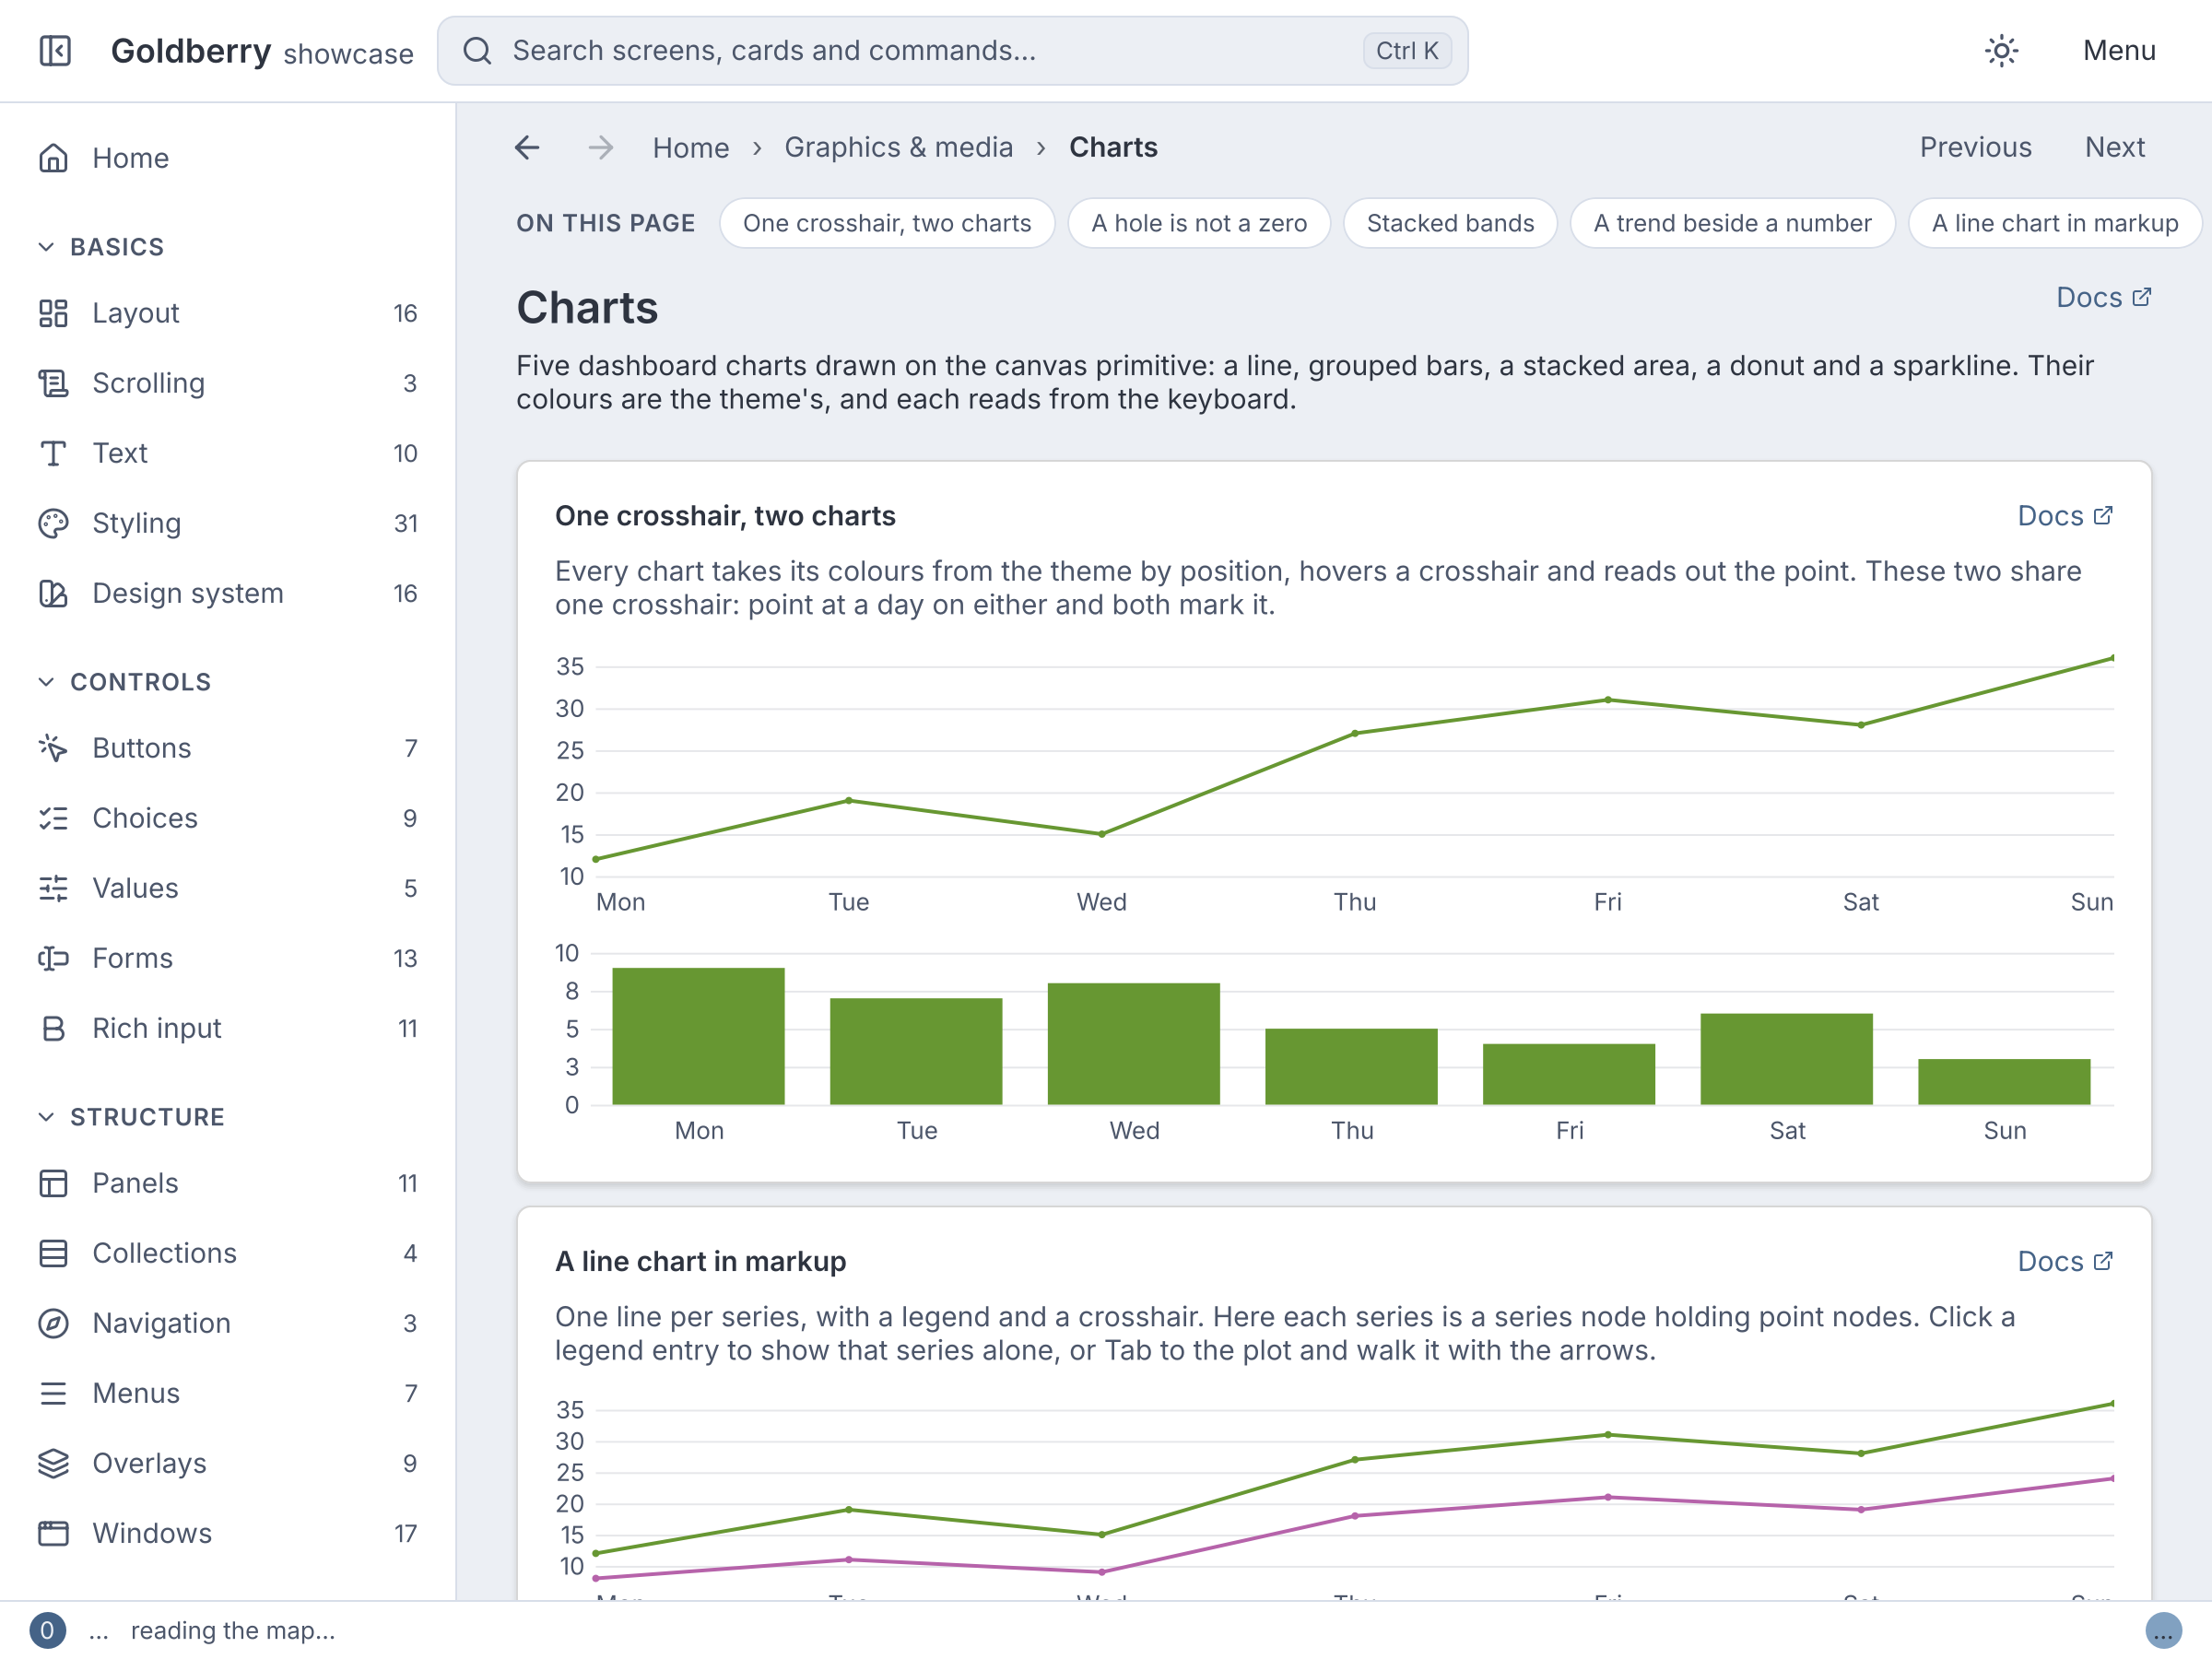 Goldberry showcase
Search screens, cards and commands...
Ctrl K
Menu
Home
BASICS
Layout 16
Scrolling 3
Text 10
Styling 31
Design system 16
CONTROLS
Buttons 7
Choices 9
Values 5
Forms 13
Rich input 11
STRUCTURE
Panels 11
Collections 4
Navigation 3
Menus 7
Overlays 9
Windows 17
Home › Graphics & media › Charts
Previous Next
ON THIS PAGE
One crosshair, two charts
A hole is not a zero
Stacked bands
A trend beside a number
A line chart in markup
Charts
Docs
Five dashboard charts drawn on the canvas primitive: a line, grouped bars, a stacked area, a donut and a sparkline. Their
colours are the theme's, and each reads from the keyboard.
One crosshair, two charts
Docs
Every chart takes its colours from the theme by position, hovers a crosshair and reads out the point. These two share
one crosshair: point at a day on either and both mark it.
35
30
25
20
15
10
Mon Tue Wed Thu Fri Sat Sun
10
8
5
3
0
Mon Tue Wed Thu Fri Sat Sun
A line chart in markup
Docs
One line per series, with a legend and a crosshair. Here each series is a series node holding point nodes. Click a
legend entry to show that series alone, or Tab to the plot and walk it with the arrows.
35
30
25
20
15
10
Mon Tue Wed Thu Fri Sat Sun
0 ... reading the map...
...